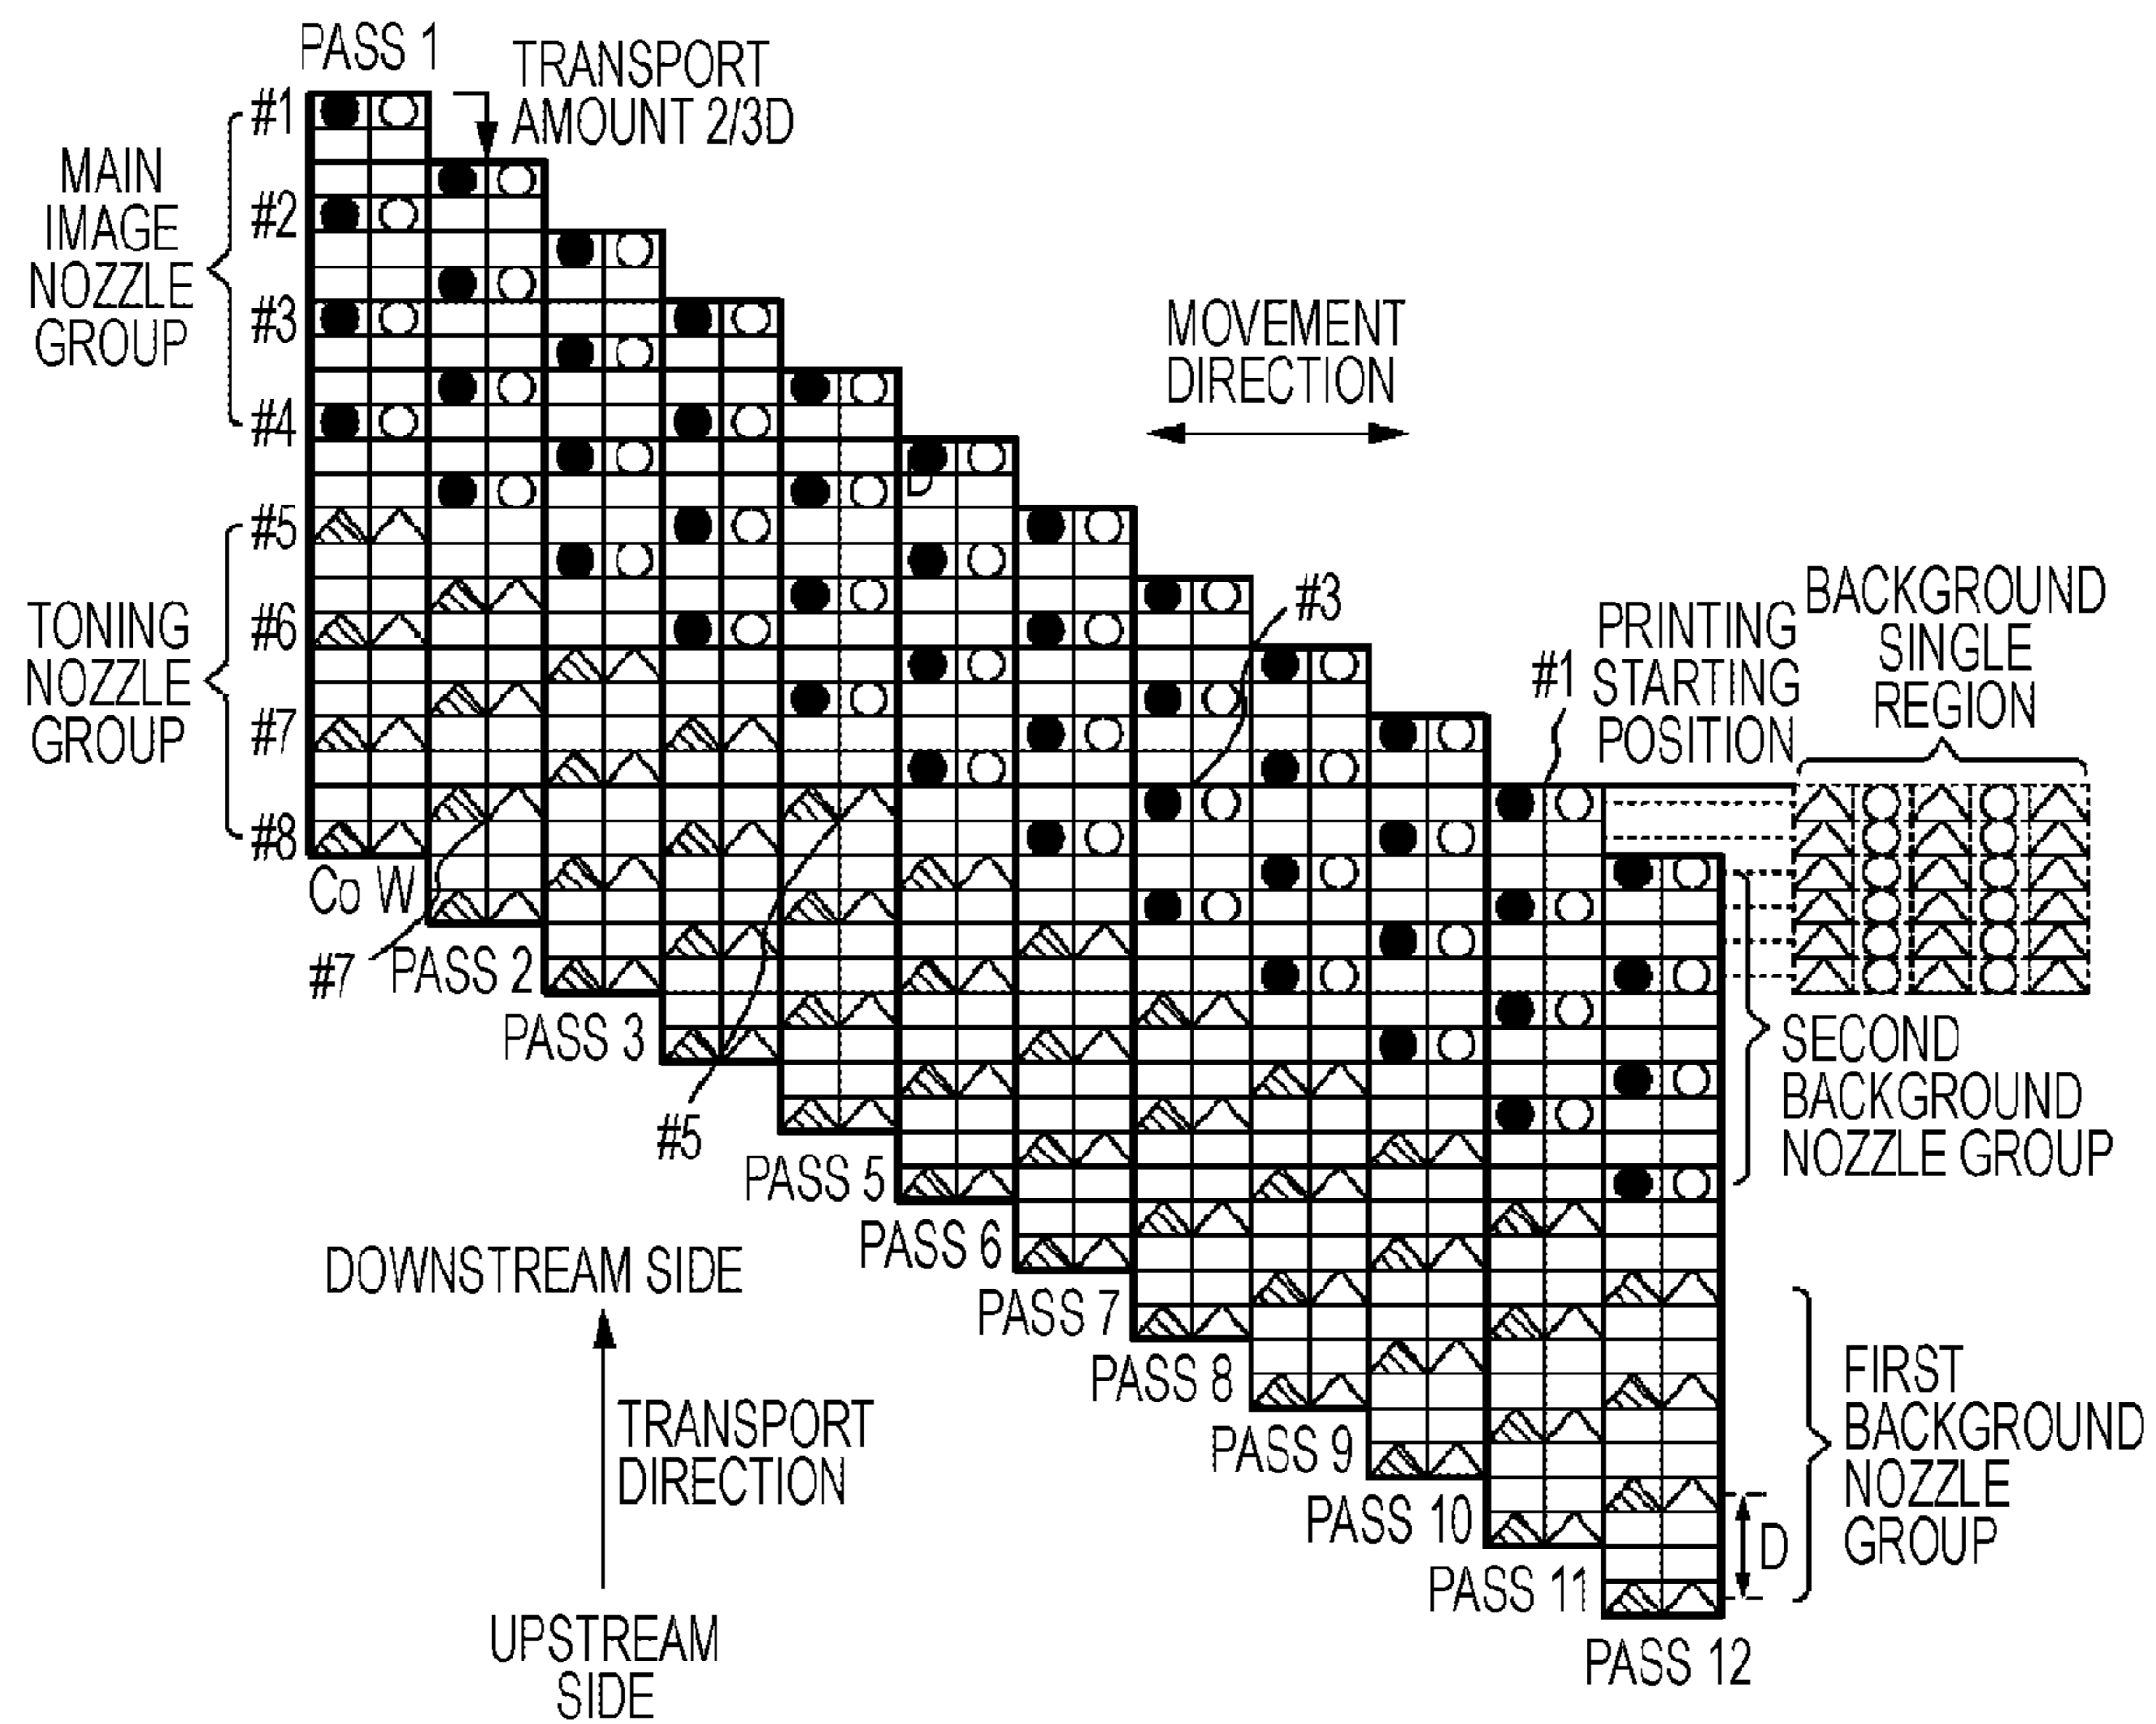 PASS 1
TRANSPORT
AMOUNT 2/3D
#1
#2
#3
#4
MAIN
IMAGE
NOZZLE
GROUP
#5
#6
#7
#8
TONING
NOZZLE
GROUP
MOVEMENT
DIRECTION
D
#3
#1
PRINTING
STARTING
POSITION
BACKGROUND
SINGLE
REGION
Co W
#7
PASS 2
PASS 3
#5
PASS 5
PASS 6
PASS 7
PASS 8
PASS 9
PASS 10
PASS 11
PASS 12
SECOND
BACKGROUND
NOZZLE GROUP
FIRST
BACKGROUND
NOZZLE
GROUP
D
DOWNSTREAM SIDE
TRANSPORT
DIRECTION
UPSTREAM
SIDE